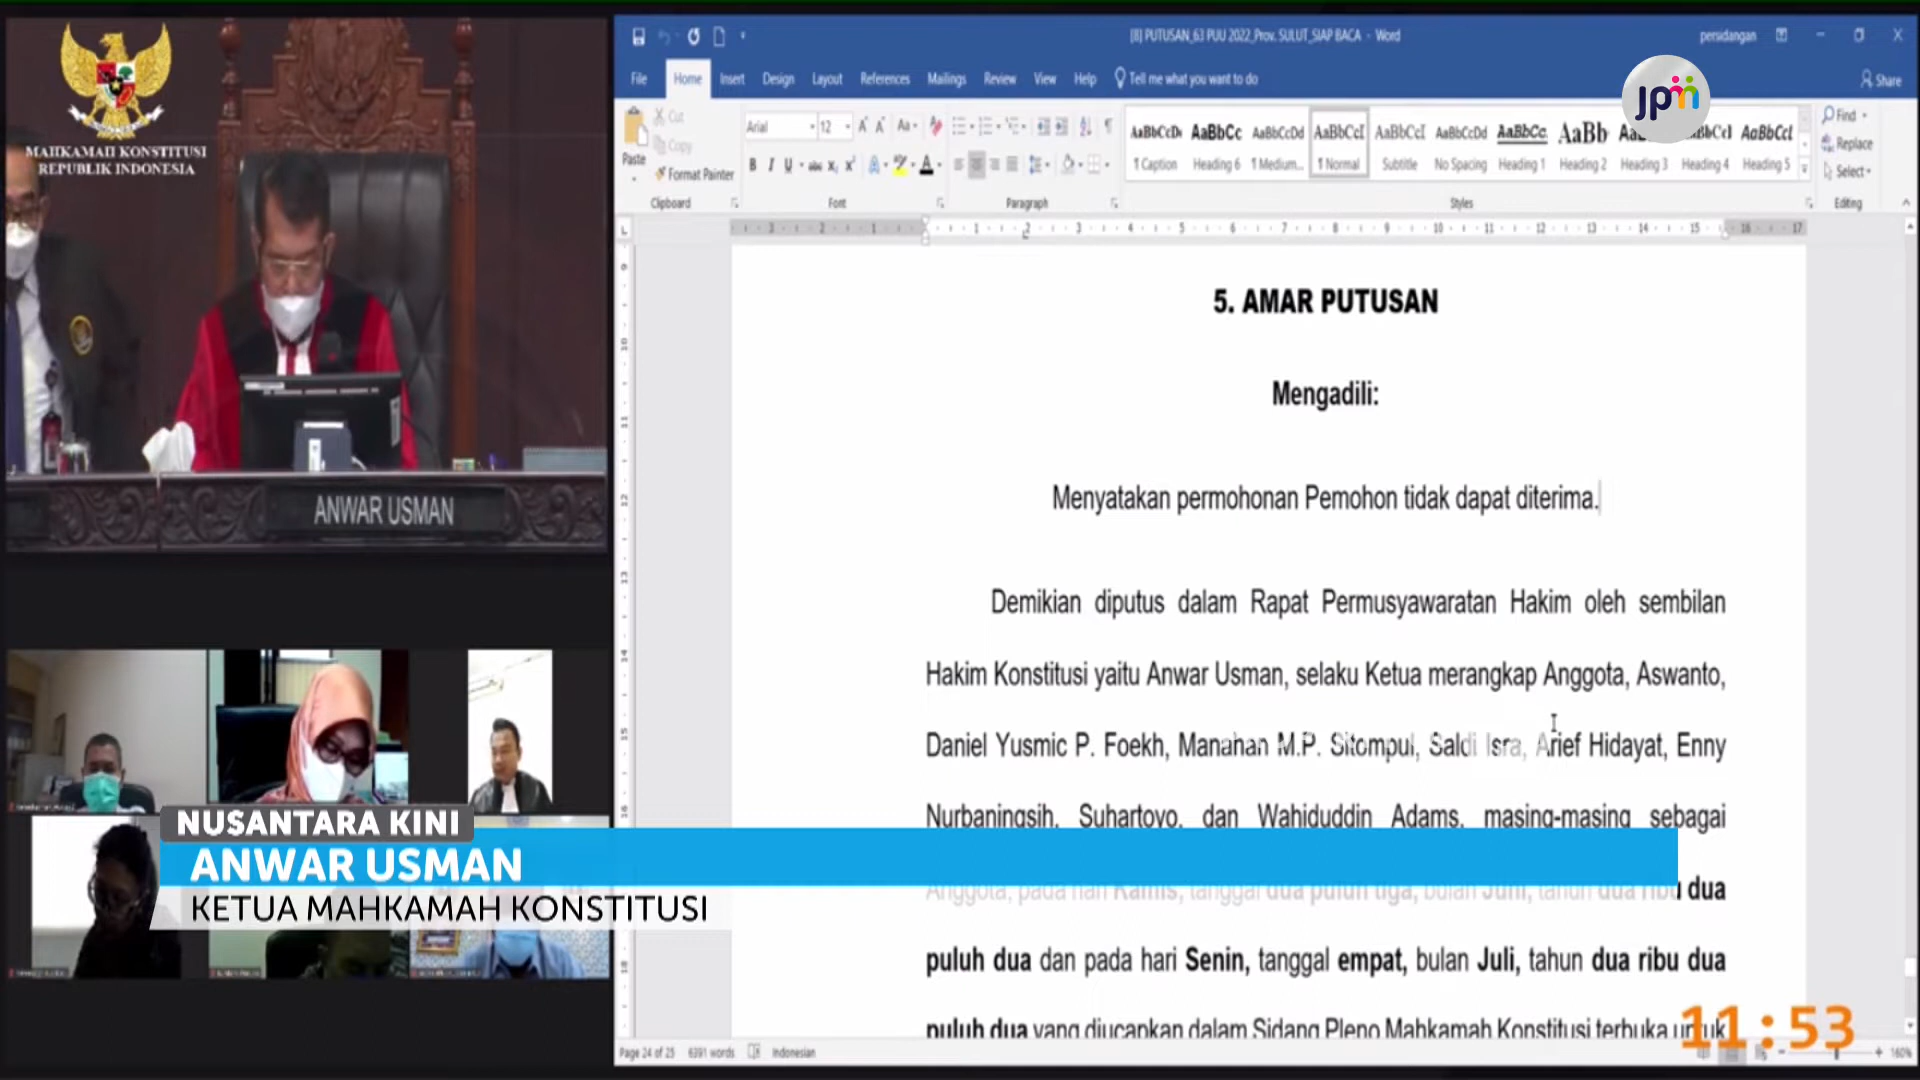 MAHKAMAH KONSTITUSI
REPUBLIK INDONESIA
ANWAR USMAN
[8] PUTUSAN_63 PUU 2022_Prov. SULUT_SIAP BACA - Word
persidangan
File Home Insert Design Layout References Mailings Review View Help Tell me what you want to do
Share
jpm
Paste
Cut
Copy
Format Painter
Clipboard
Arial 12
Font
Paragraph
¶ Caption Heading 6 ¶ Medium... ¶ Normal Subtitle No Spacing Heading 1 Heading 2 Heading 3 Heading 4 Heading 5
Styles
Find
Replace
Select
Editing
5. AMAR PUTUSAN
Mengadili:
Menyatakan permohonan Pemohon tidak dapat diterima.
Demikian diputus dalam Rapat Permusyawaratan Hakim oleh sembilan
Hakim Konstitusi yaitu Anwar Usman, selaku Ketua merangkap Anggota, Aswanto,
Daniel Yusmic P. Foekh, Manahan M.P. Sitompul, Saldi Isra, Arief Hidayat, Enny
Nurbaningsih, Suhartoyo, dan Wahiduddin Adams, masing-masing sebagai
Anggota, pada hari Kamis, tanggal dua puluh tiga, bulan Juni, tahun dua ribu dua
puluh dua dan pada hari Senin, tanggal empat, bulan Juli, tahun dua ribu dua
puluh dua yang diucapkan dalam Sidang Pleno Mahkamah Konstitusi terbuka untuk
NUSANTARA KINI
ANWAR USMAN
KETUA MAHKAMAH KONSTITUSI
11:53
Page 24 of 25 6391 words Indonesian
160%